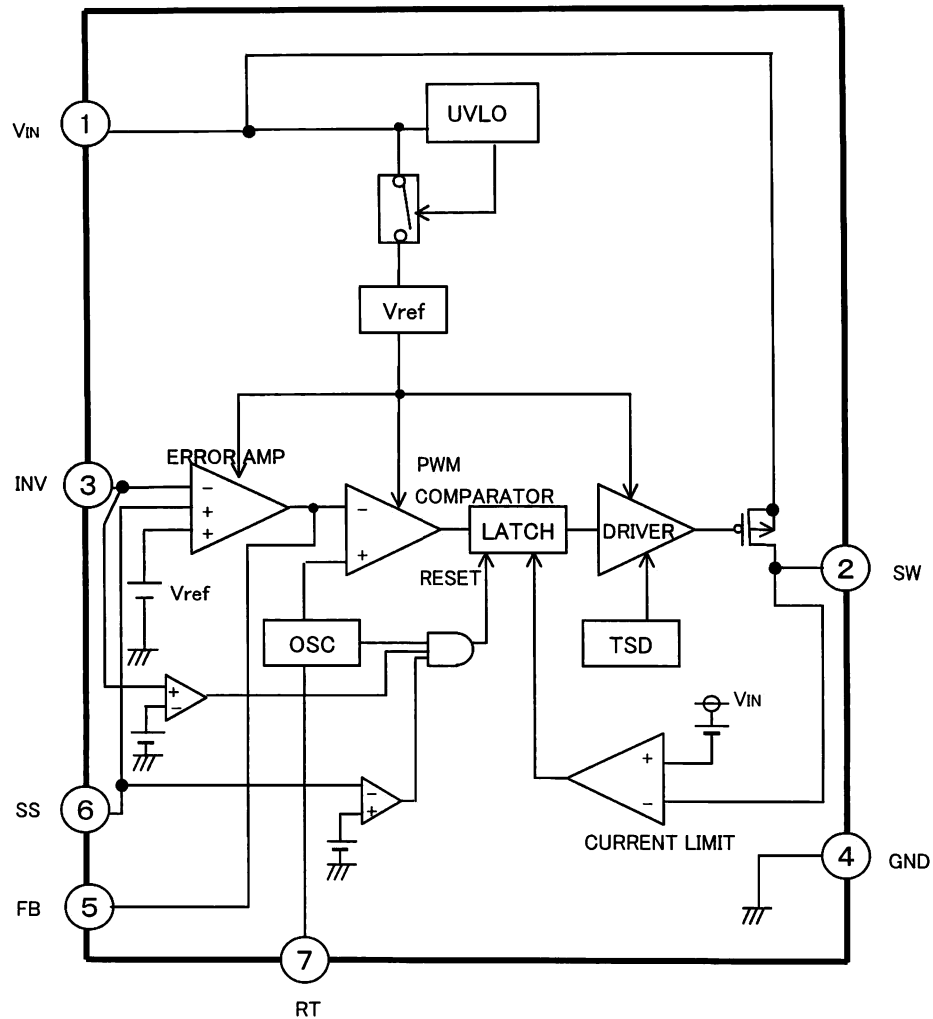 UVLO
VIN 1
Vref
ERROR AMP
PWM
COMPARATOR
INV 3
−
+
+
−
+
LATCH
DRIVER
RESET
2 SW
Vref
OSC
TSD
+
−
VIN
+
−
CURRENT LIMIT
SS 6
−
+
4 GND
FB 5
7
RT